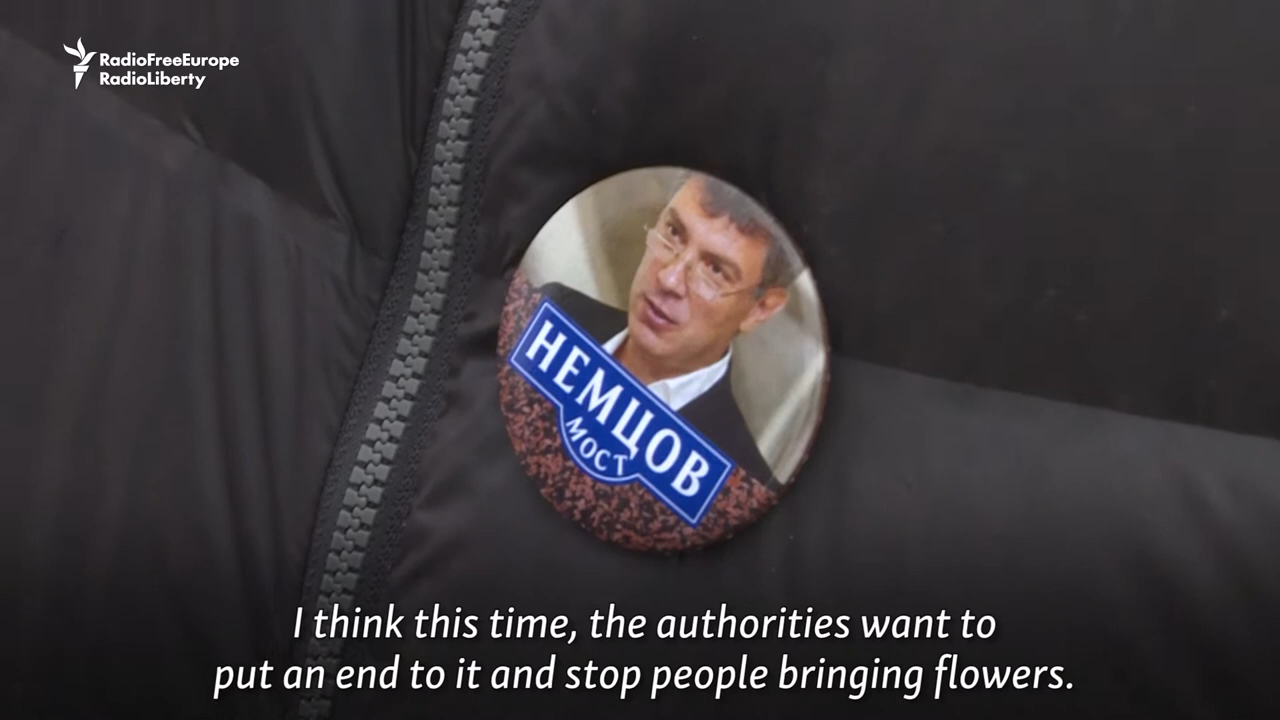 RadioFreeEurope
RadioLiberty
НЕМЦОВ
МОСТ
I think this time, the authorities want to
put an end to it and stop people bringing flowers.